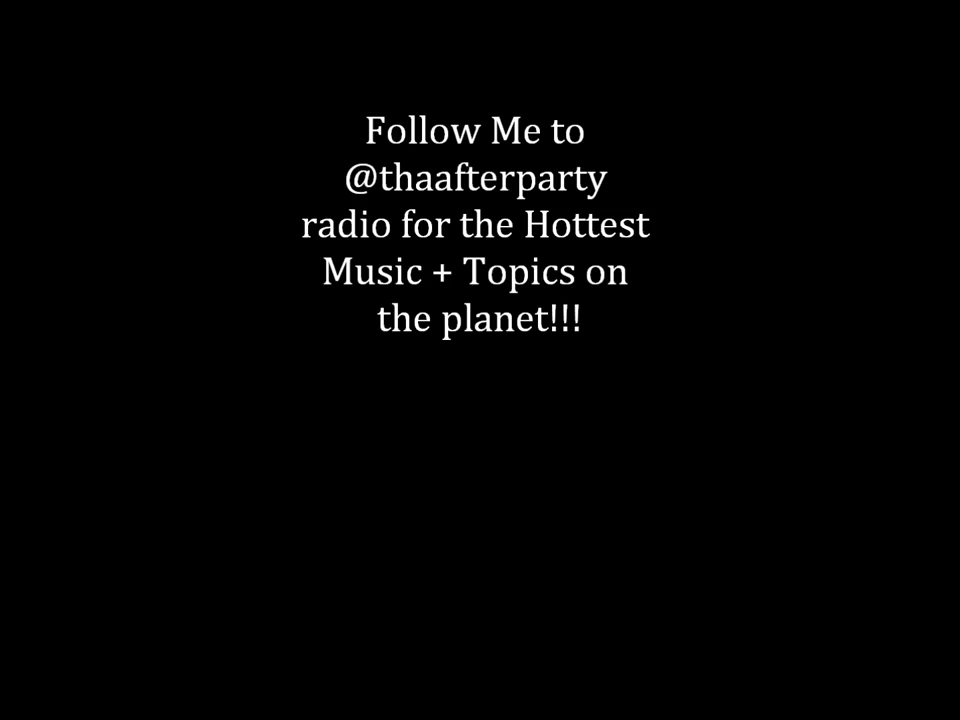 Follow Me to
@thaafterparty
radio for the Hottest
Music + Topics on
the planet!!!